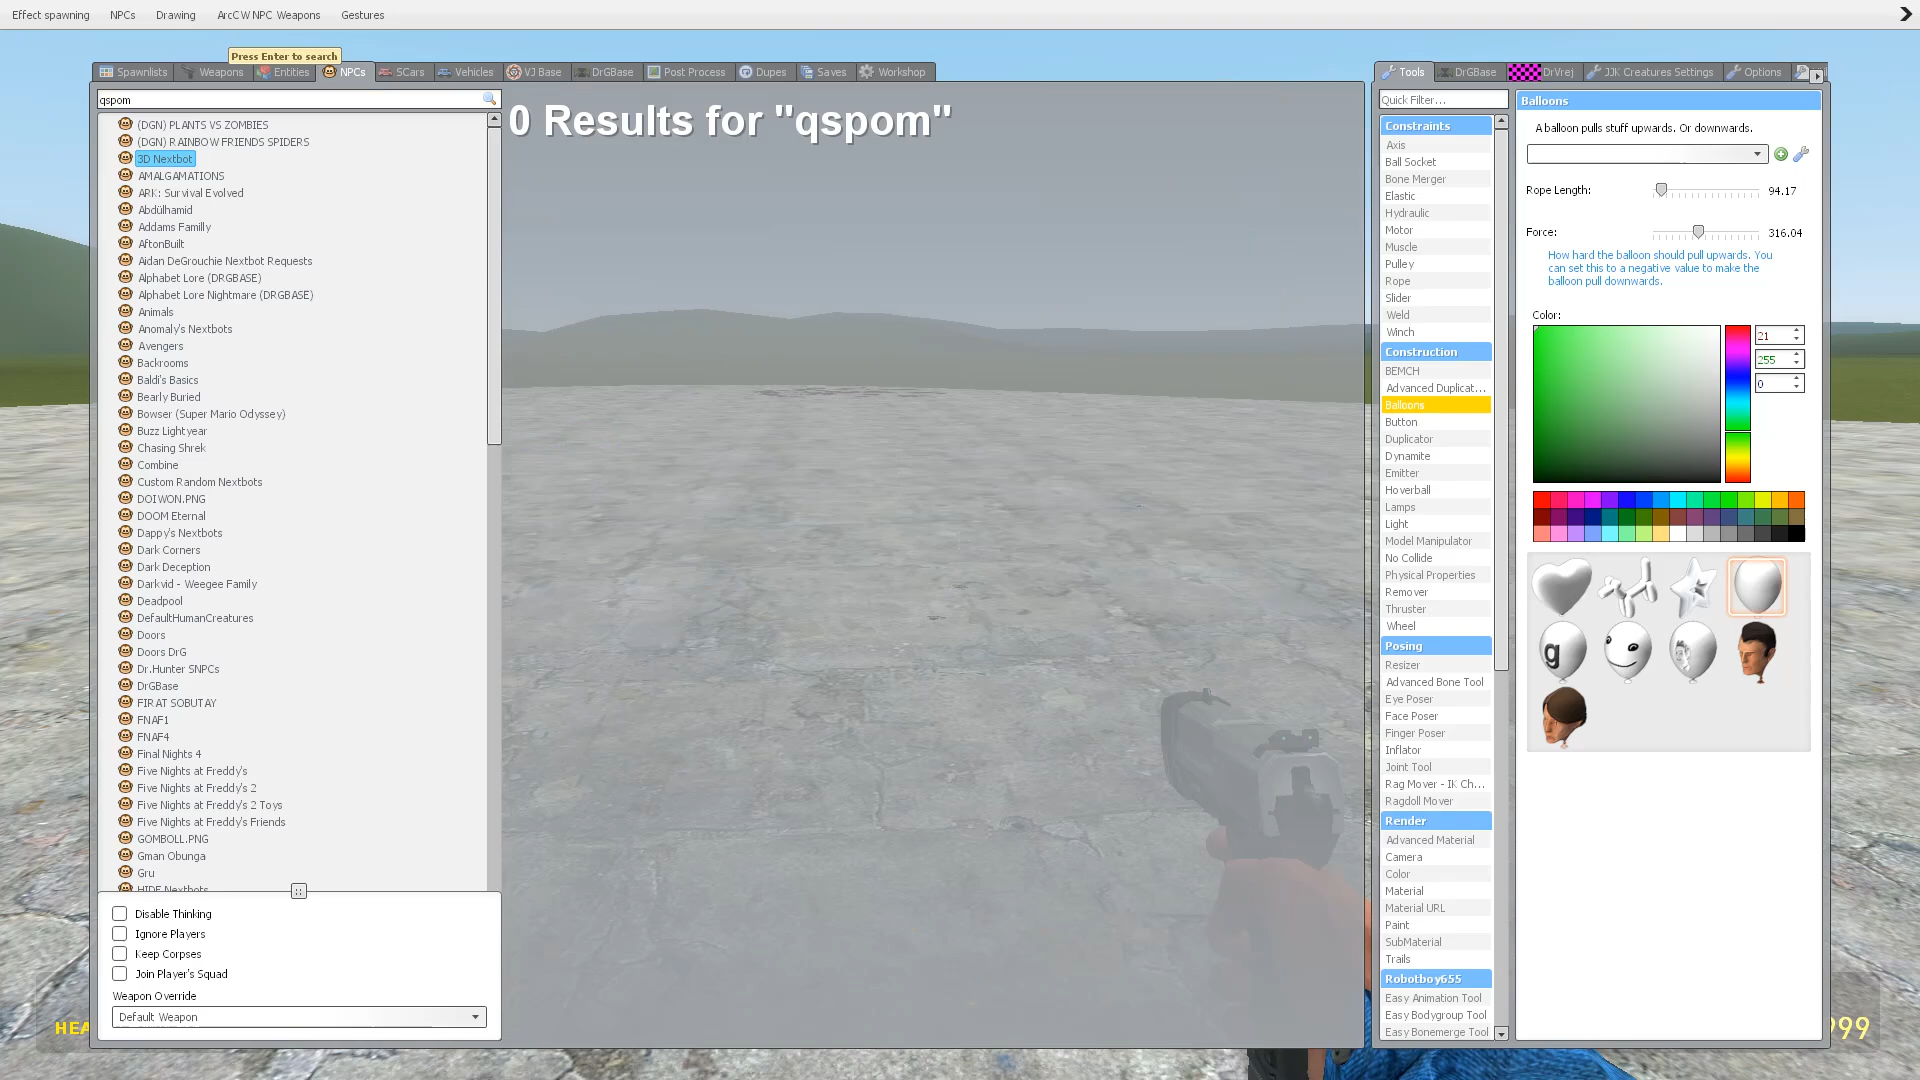 Effect spawning NPCs Drawing ArcCW NPC Weapons Gestures
Press Enter to search
Spawnlists Weapons Entities NPCs SCars Vehicles VJ Base DrGBase Post Process Dupes Saves Workshop
qspom
0 Results for "qspom"
(DGN) PLANTS VS ZOMBIES
(DGN) RAINBOW FRIENDS SPIDERS
3D Nextbot
AMALGAMATIONS
ARK: Survival Evolved
Abdülhamid
Addams Familly
AftonBuilt
Aidan DeGrouchie Nextbot Requests
Alphabet Lore (DRGBASE)
Alphabet Lore Nightmare (DRGBASE)
Animals
Anomaly's Nextbots
Avengers
Backrooms
Baldi's Basics
Bearly Buried
Bowser (Super Mario Odyssey)
Buzz Lightyear
Chasing Shrek
Combine
Custom Random Nextbots
DOIWON.PNG
DOOM Eternal
Dappy's Nextbots
Dark Corners
Dark Deception
Darkvid - Weegee Family
Deadpool
DefaultHumanCreatures
Doors
Doors DrG
Dr.Hunter SNPCs
DrGBase
FIRAT SOBUTAY
FNAF1
FNAF4
Final Nights 4
Five Nights at Freddy's
Five Nights at Freddy's 2
Five Nights at Freddy's 2 Toys
Five Nights at Freddy's Friends
GOMBOLL.PNG
Gman Obunga
Gru
HIDE Nextbots
Disable Thinking
Ignore Players
Keep Corpses
Join Player's Squad
Weapon Override
Default Weapon
HEA
Tools DrGBase DrVrej JJK Creatures Settings Options
Quick Filter...
Constraints
Axis
Ball Socket
Bone Merger
Elastic
Hydraulic
Motor
Muscle
Pulley
Rope
Slider
Weld
Winch
Construction
BEMCH
Advanced Duplicat...
Balloons
Button
Duplicator
Dynamite
Emitter
Hoverball
Lamps
Light
Model Manipulator
No Collide
Physical Properties
Remover
Thruster
Wheel
Posing
Resizer
Advanced Bone Tool
Eye Poser
Face Poser
Finger Poser
Inflator
Joint Tool
Rag Mover - IK Ch...
Ragdoll Mover
Render
Advanced Material
Camera
Color
Material
Material URL
Paint
SubMaterial
Trails
Robotboy655
Easy Animation Tool
Easy Bodygroup Tool
Easy Bonemerge Tool
Balloons
A balloon pulls stuff upwards. Or downwards.
Rope Length: 94.17
Force: 316.04
How hard the balloon should pull upwards. You
can set this to a negative value to make the
balloon pull downwards.
Color:
21
255
0
g
999